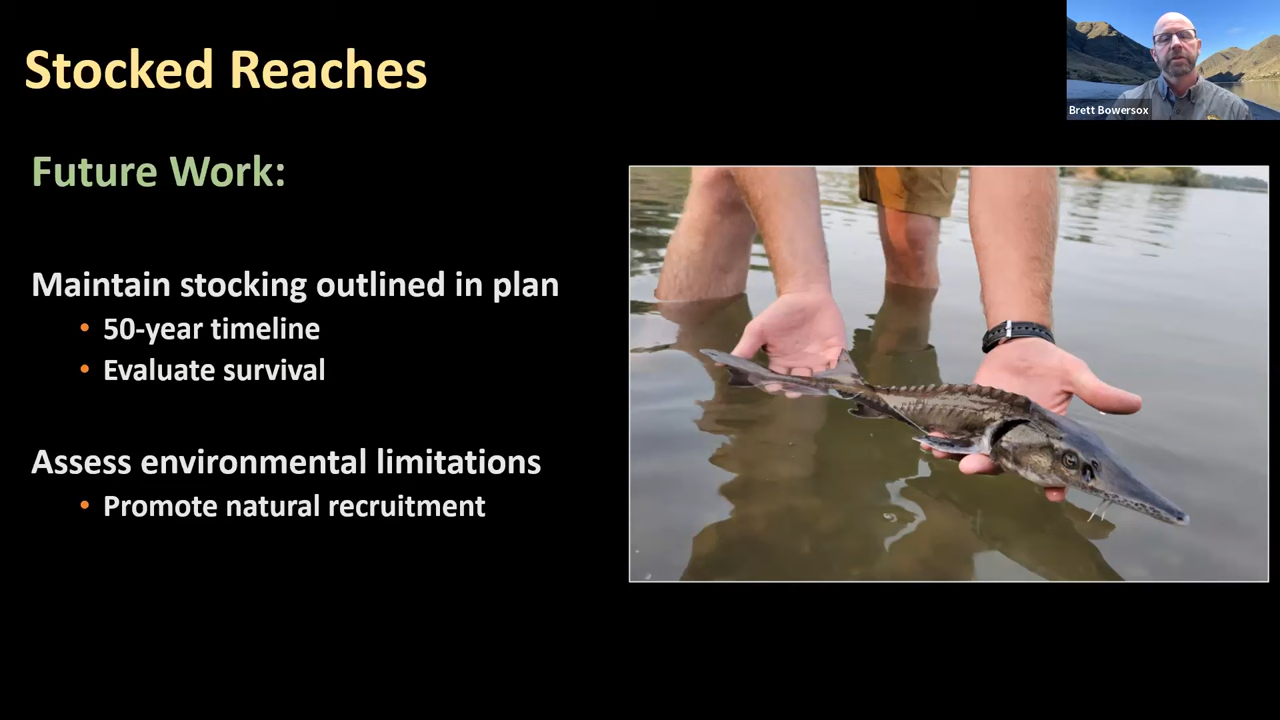 Stocked Reaches
Brett Bowersox
Future Work:
Maintain stocking outlined in plan
• 50-year timeline
• Evaluate survival
Assess environmental limitations
• Promote natural recruitment